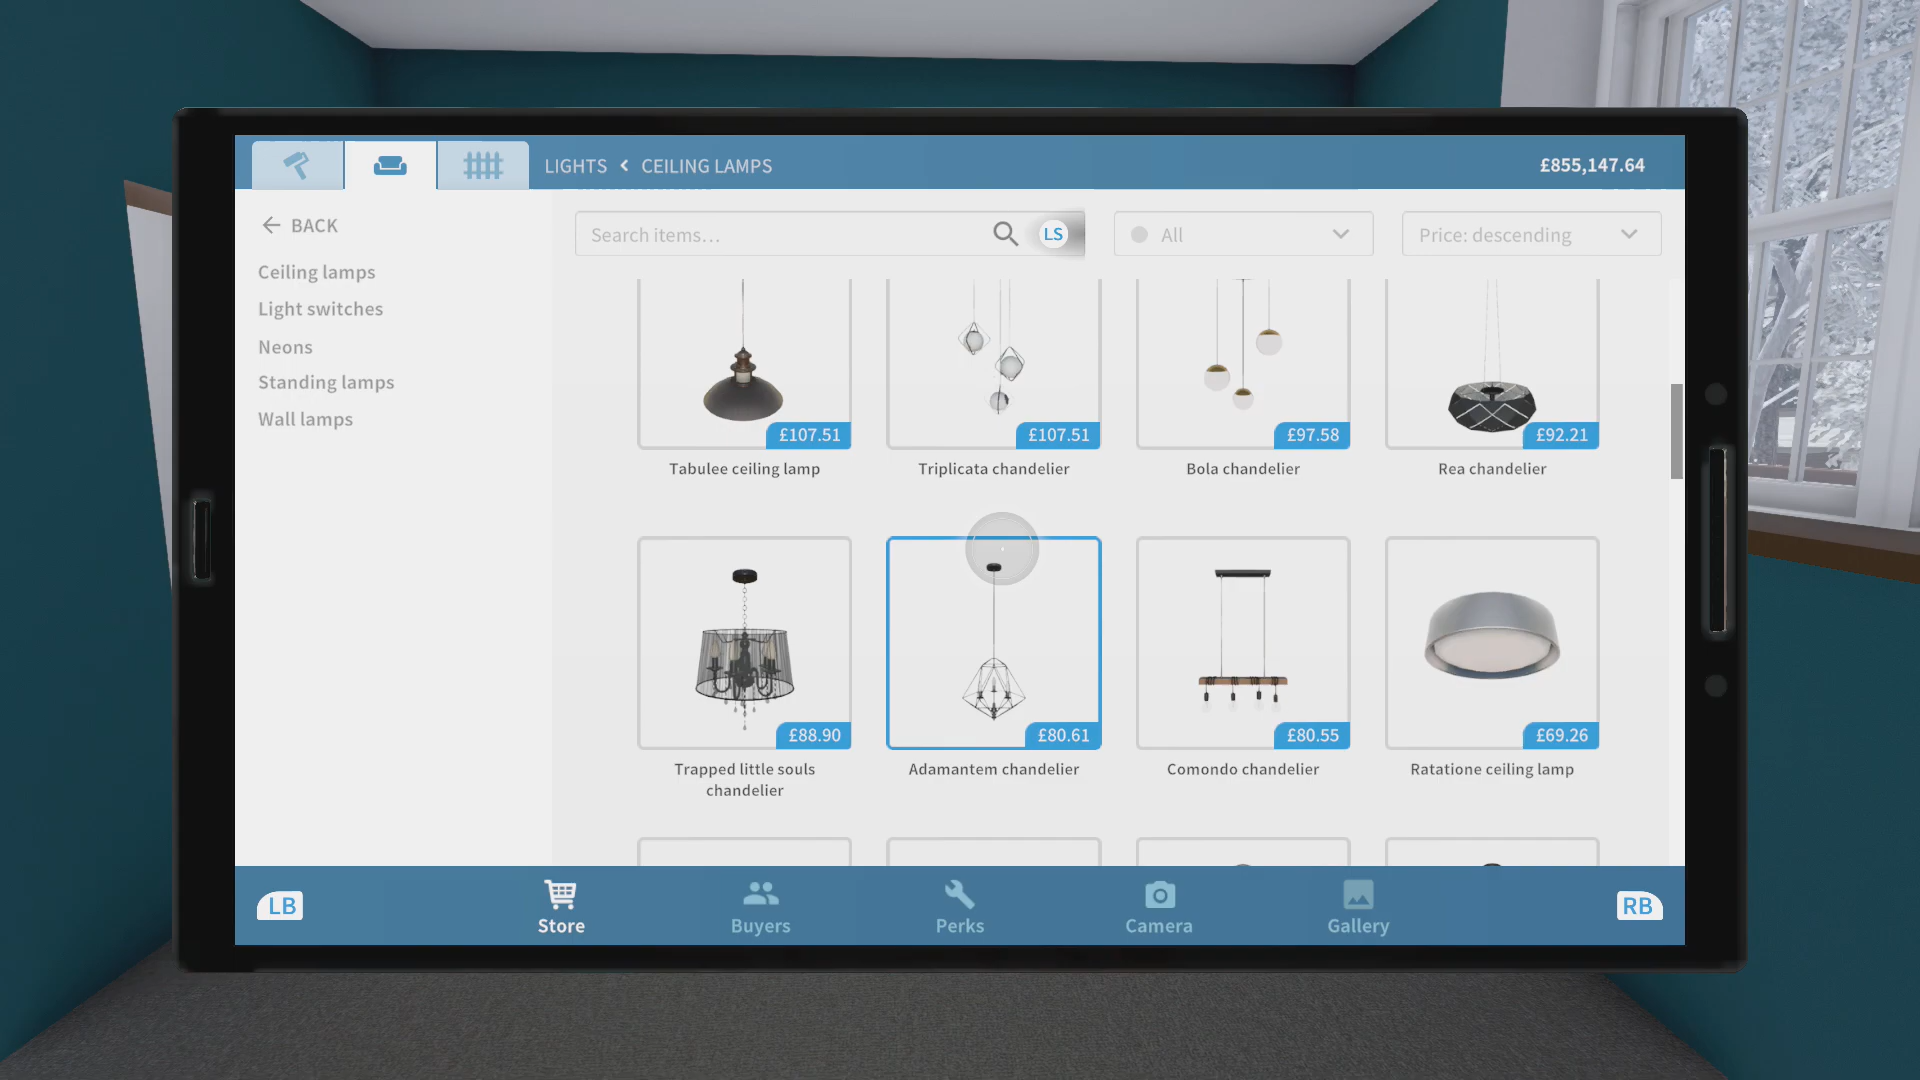 LIGHTS < CEILING LAMPS
£855,147.64
BACK
Ceiling lamps
Light switches
Neons
Standing lamps
Wall lamps
Search items...
LS
All
Price: descending
£107.51
£107.51
£97.58
£92.21
Tabulee ceiling lamp
Triplicata chandelier
Bola chandelier
Rea chandelier
£88.90
£80.61
£80.55
£69.26
Trapped little souls
chandelier
Adamantem chandelier
Comondo chandelier
Ratatione ceiling lamp
LB
Store
Buyers
Perks
Camera
Gallery
RB